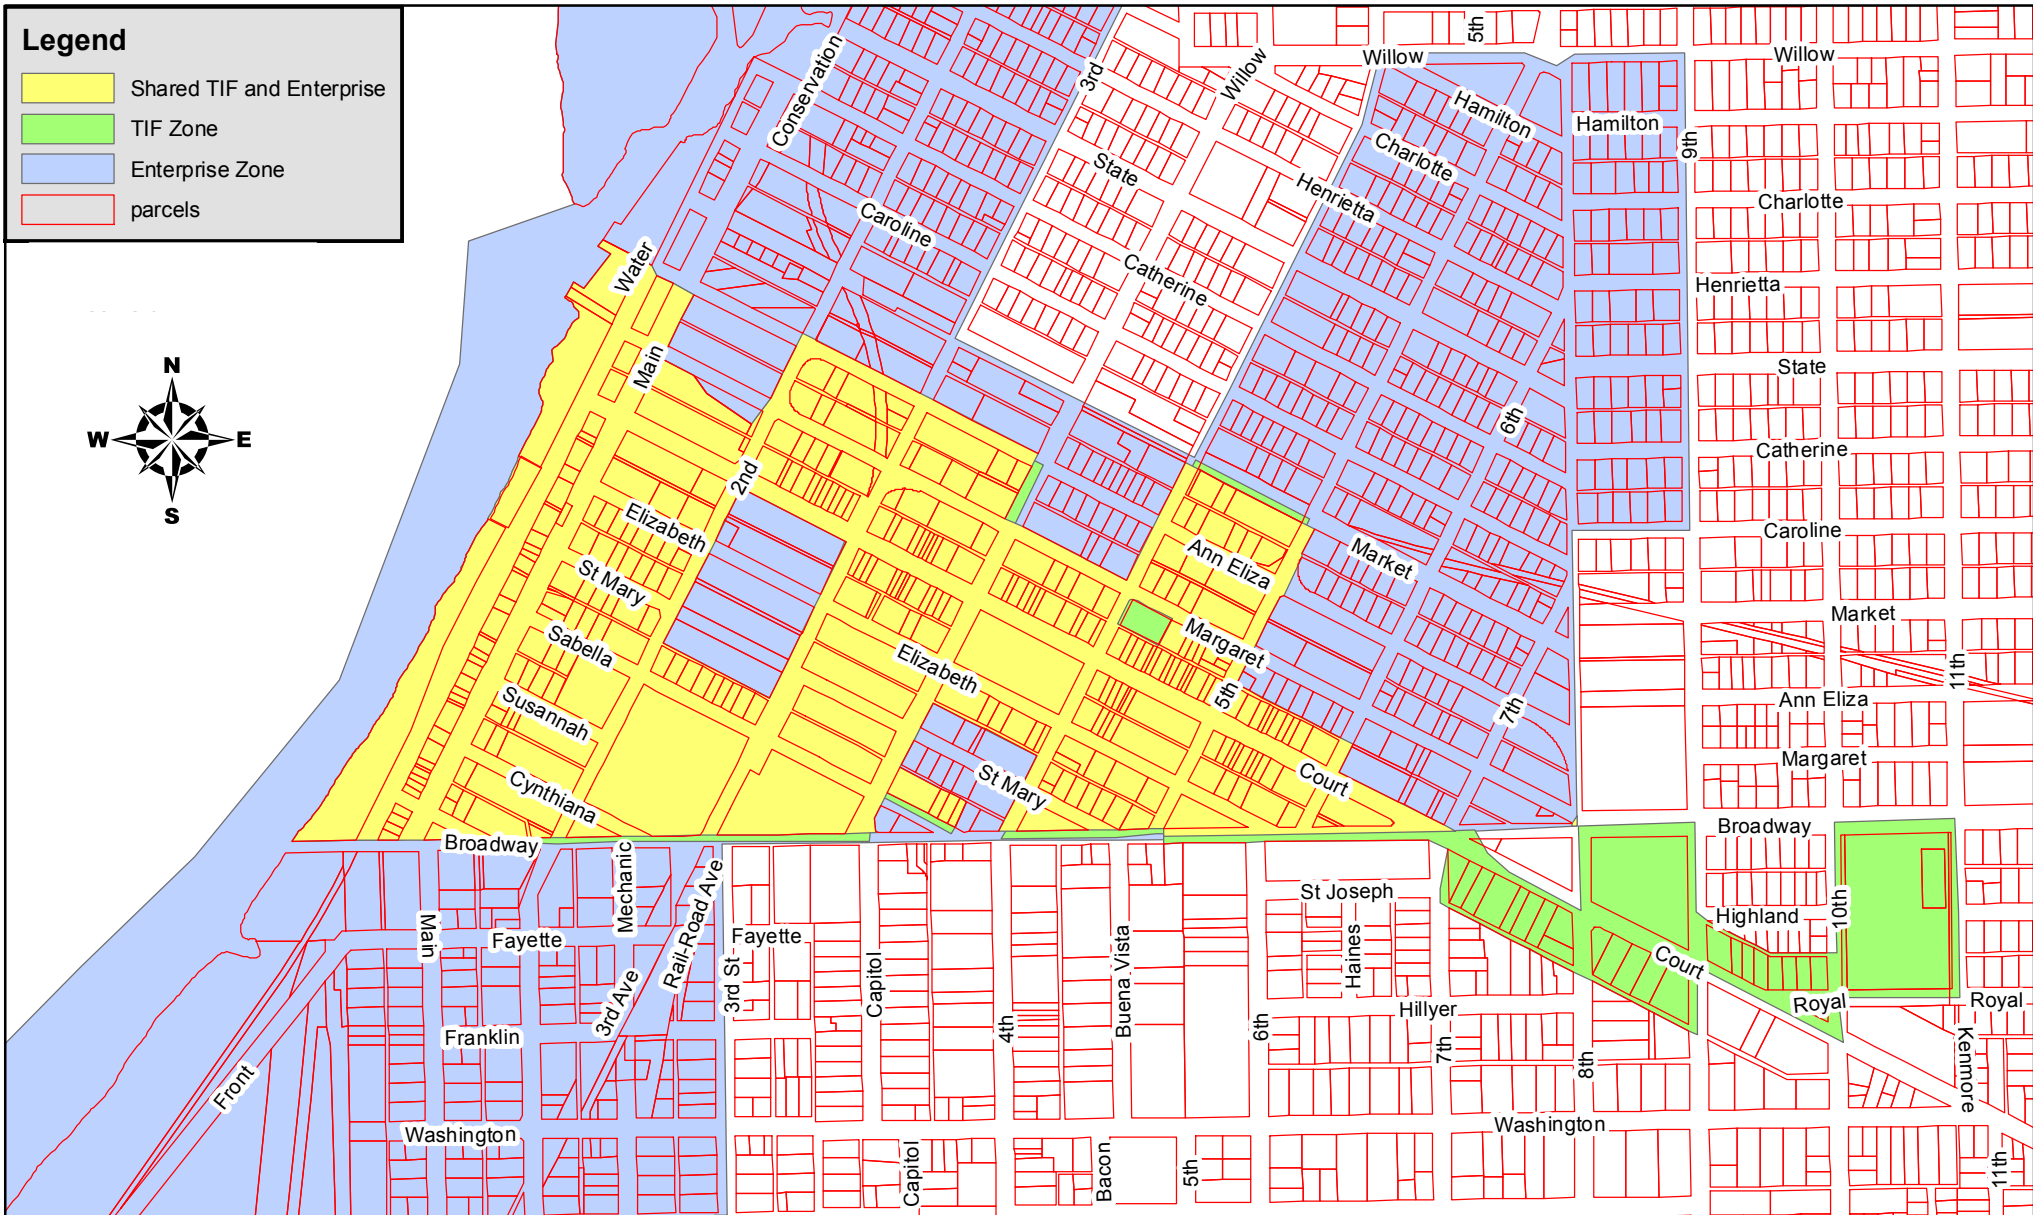 Legend
Shared TIF and Enterprise
TIF Zone
Enterprise Zone
parcels
N
W E
S
5th
Willow
Willow
Willow
3rd
Conservation
Hamilton
Hamilton
9th
Charlotte
State
Henrietta
Charlotte
Caroline
Water
Catherine
Henrietta
Main
State
6th
Catherine
2nd
Elizabeth
Caroline
Ann Eliza
Market
St Mary
Market
Sabella
Margaret
Elizabeth
11th
5th
Susannah
7th
Ann Eliza
Margaret
Cynthiana
St Mary
Court
Broadway
Broadway
Mechanic
Rail-Road Ave
St Joseph
10th
Main
Fayette
Fayette
Highland
Capitol
Buena Vista
Haines
Court
3rd Ave
3rd St
Royal
Royal
Franklin
4th
6th
Hillyer
7th
8th
Kenmore
Front
Washington
Washington
Capitol
Bacon
5th
11th